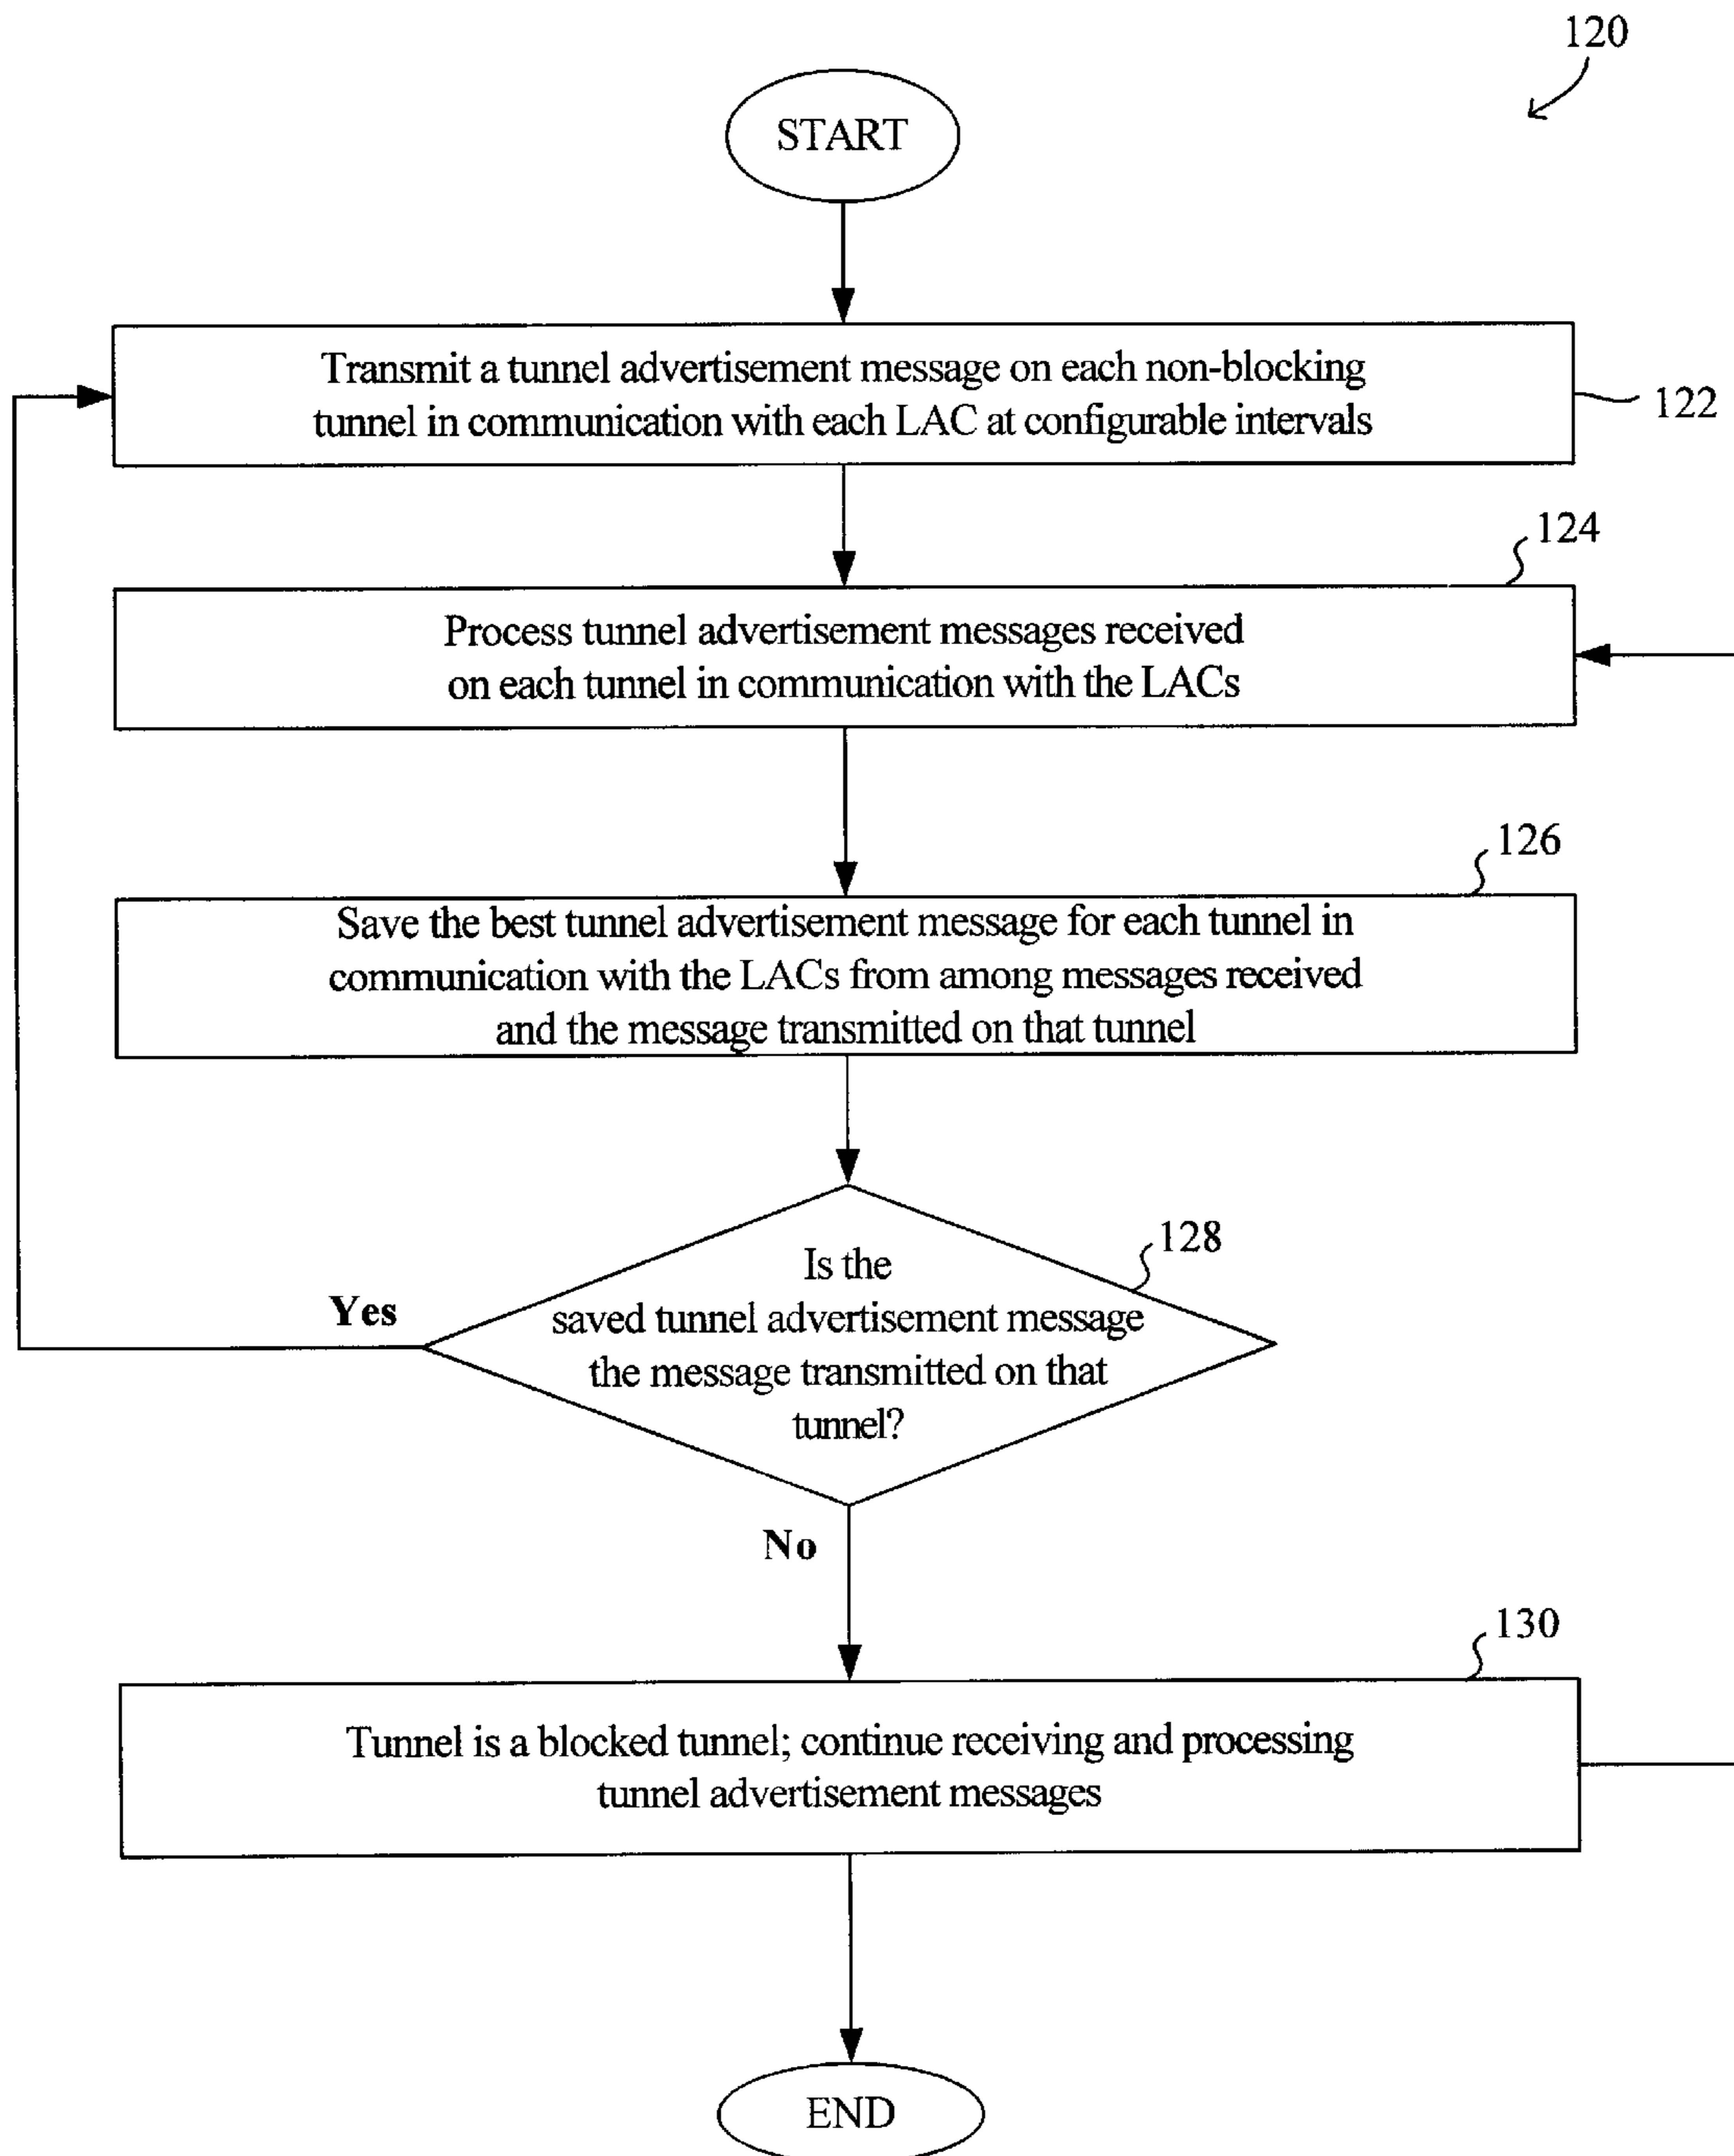 120
START
Transmit a tunnel advertisement message on each non-blocking
tunnel in communication with each LAC at configurable intervals
122
124
Process tunnel advertisement messages received
on each tunnel in communication with the LACs
126
Save the best tunnel advertisement message for each tunnel in
communication with the LACs from among messages received
and the message transmitted on that tunnel
128
Is the
saved tunnel advertisement message
the message transmitted on that
tunnel?
Yes
No
130
Tunnel is a blocked tunnel; continue receiving and processing
tunnel advertisement messages
END